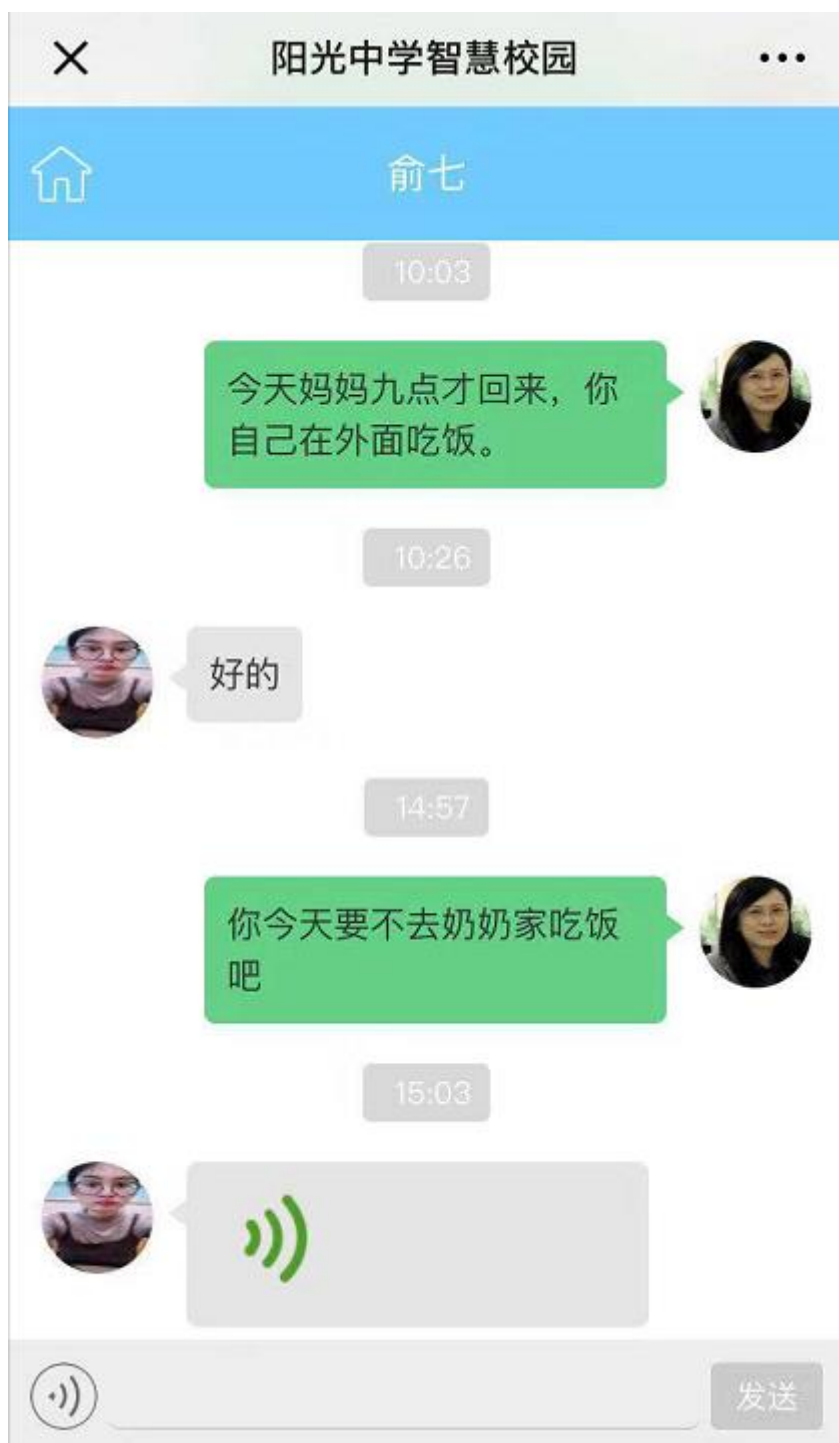 阳光中学智慧校园
俞七
10:03
今天妈妈九点才回来，你
自己在外面吃饭。
10:26
好的
14:57
你今天要不去奶奶家吃饭
吧
15:03
发送